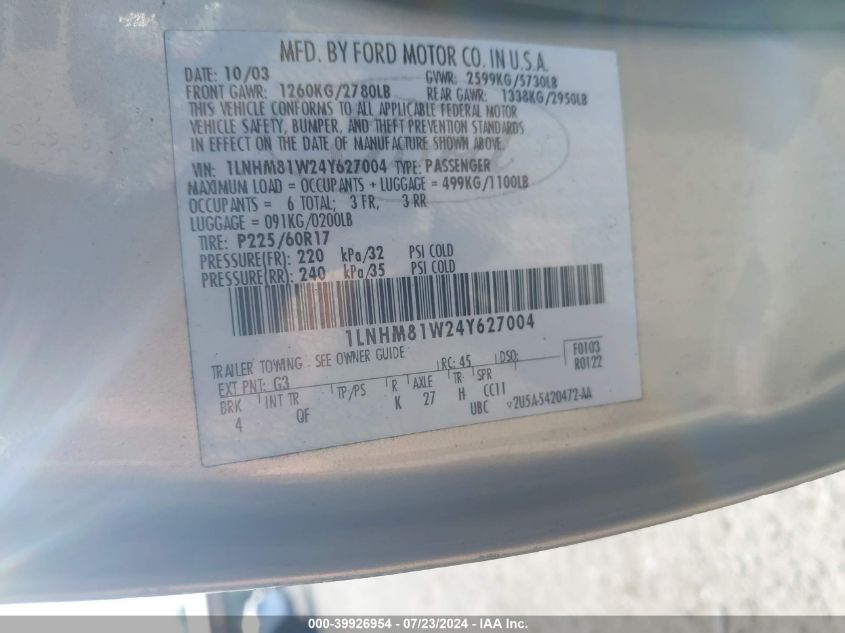 MFD. BY FORD MOTOR CO. IN U.S.A.
DATE: 10/03 GVWR: 2599KG/5730LB
FRONT GAWR: 1260KG/2780LB REAR GAWR: 1338KG/2950LB
THIS VEHICLE CONFORMS TO ALL APPLICABLE FEDERAL MOTOR
VEHICLE SAFETY, BUMPER, AND THEFT PREVENTION STANDARDS
IN EFFECT ON THE DATE OF MANUFACTURE SHOWN ABOVE.
VIN: 1LNHM81W24Y627004 TYPE: PASSENGER
MAXIMUM LOAD = OCCUPANTS + LUGGAGE = 499KG/1100LB
OCCUPANTS = 6 TOTAL; 3 FR, 3 RR
LUGGAGE = 091KG/0200LB
TIRE: P225/60R17
PRESSURE(FR): 220 kPa/32 PSI COLD
PRESSURE(RR): 240 kPa/35 PSI COLD
1LNHM81W24Y627004
TRAILER TOWING - SEE OWNER GUIDE
EXT PNT: G3 RC: 45 DSO: F0103
R0122
BRK INT TR TP/PS R AXLE TR SPR
4 QF K 27 H CC11
UBC 2U5A-5420472-AA
000-39926954 / 07/23/2024 - IAA Inc.